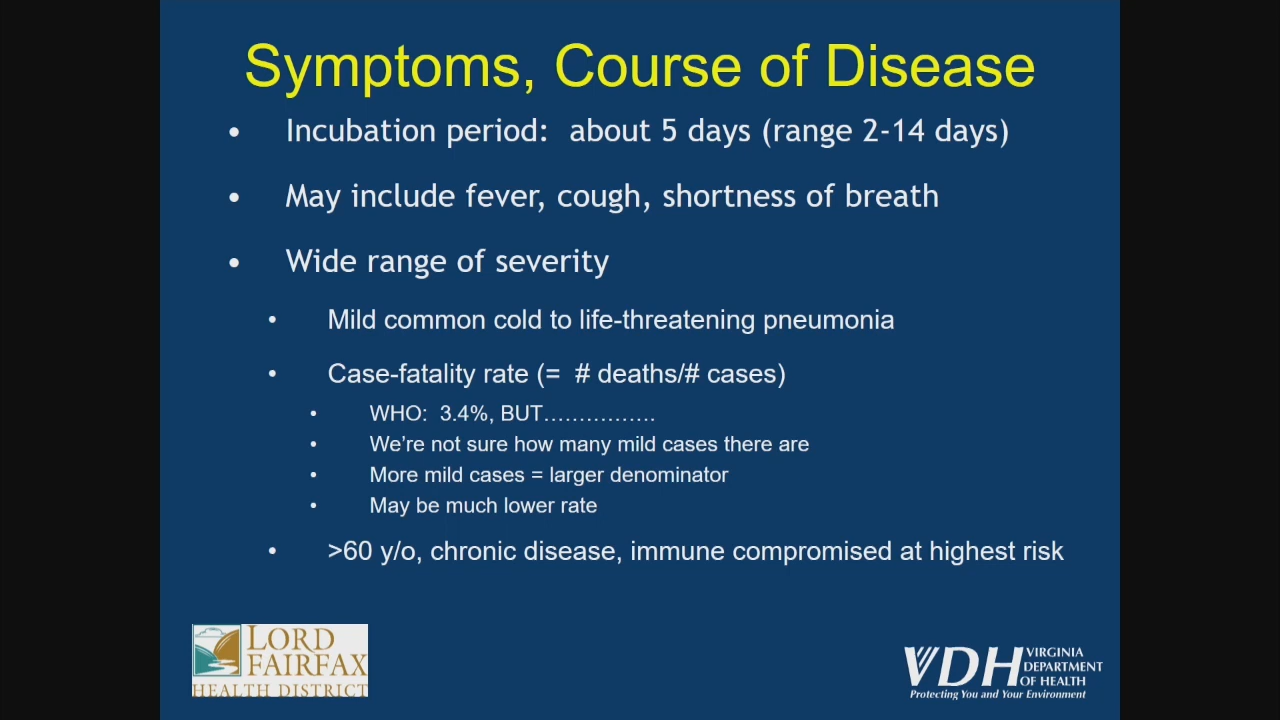 Symptoms, Course of Disease
• Incubation period: about 5 days (range 2-14 days)
• May include fever, cough, shortness of breath
• Wide range of severity
• Mild common cold to life-threatening pneumonia
• Case-fatality rate (= # deaths/# cases)
• WHO: 3.4%, BUT................
• We're not sure how many mild cases there are
• More mild cases = larger denominator
• May be much lower rate
• >60 y/o, chronic disease, immune compromised at highest risk
LORD
FAIRFAX
HEALTH DISTRICT
VDH VIRGINIA
DEPARTMENT
OF HEALTH
Protecting You and Your Environment